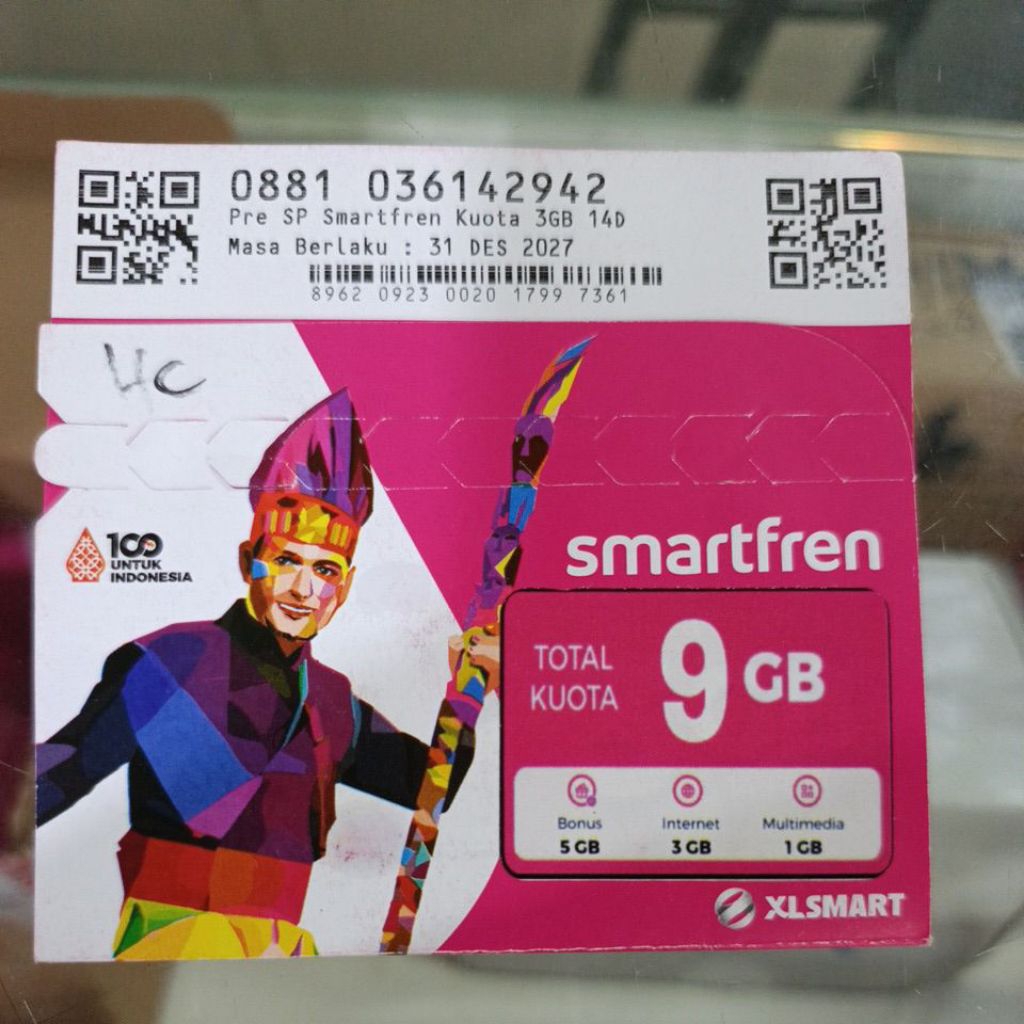 0881 036142942
Pre SP Smartfren Kuota 3GB 14D
Masa Berlaku : 31 DES 2027
8962 0923 0020 1799 7361
4C
100
UNTUK
INDONESIA
smartfren
TOTAL
KUOTA
9 GB
Bonus Internet Multimedia
5 GB 3 GB 1 GB
XLSMART